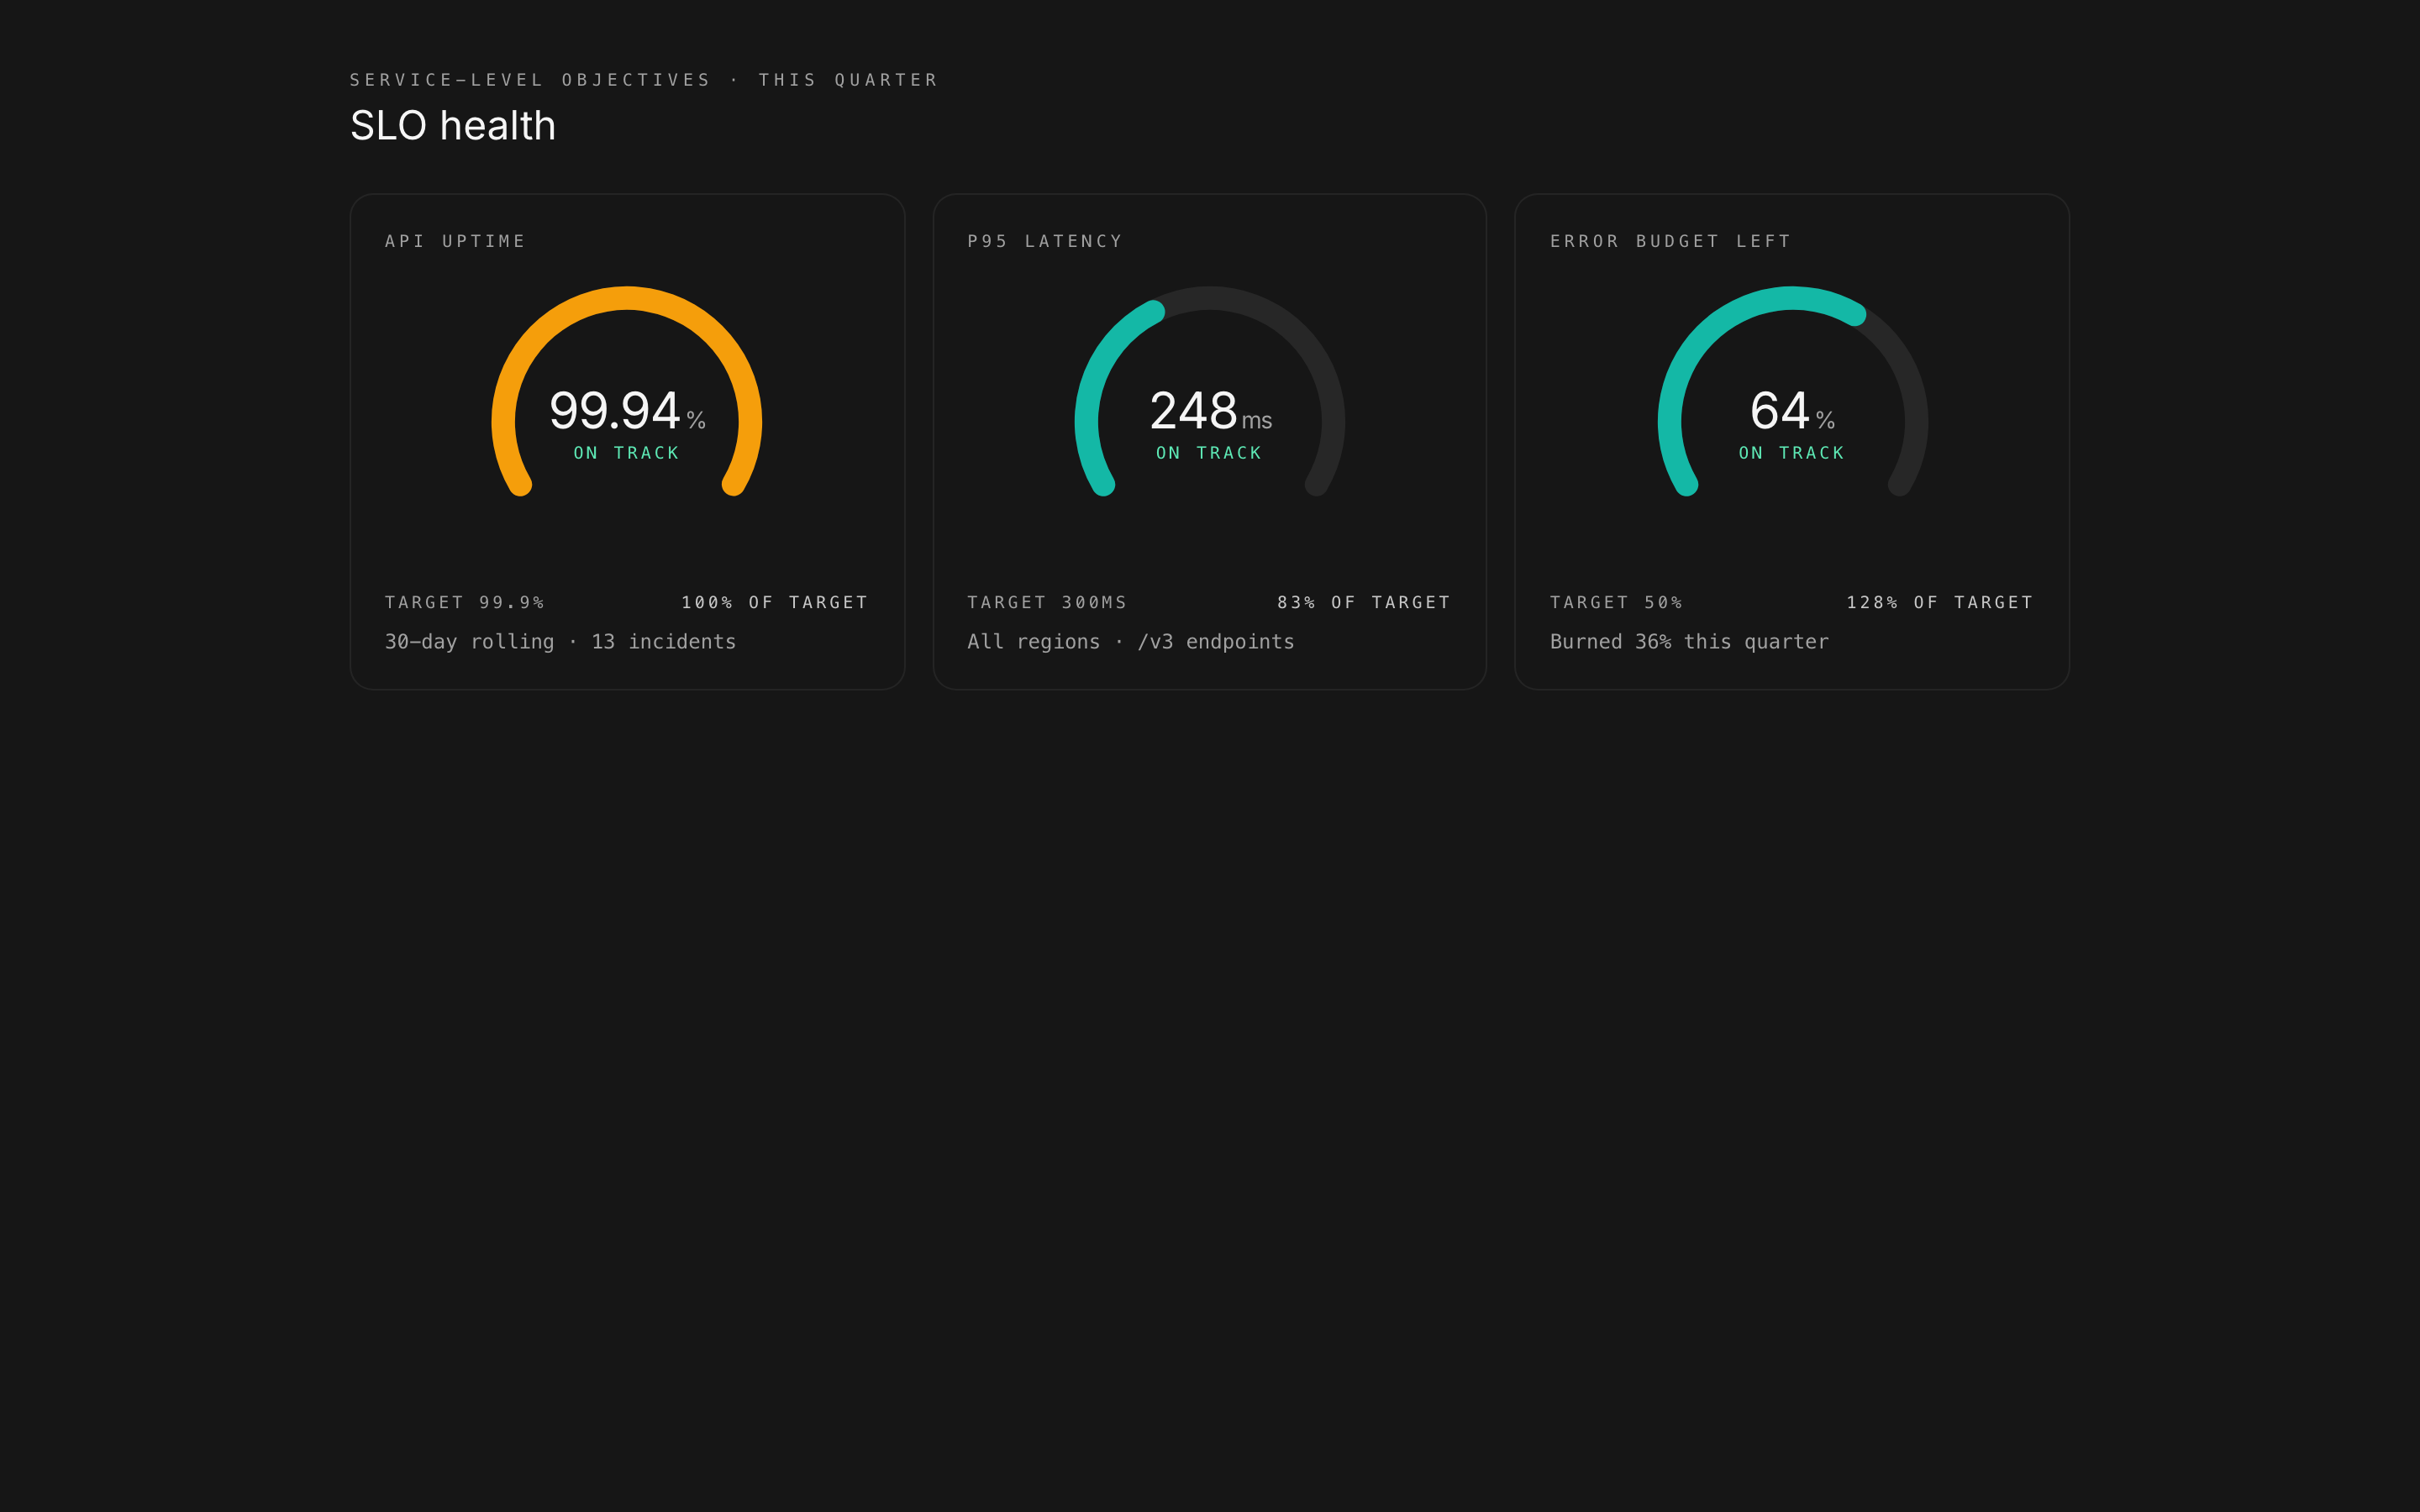 SERVICE-LEVEL OBJECTIVES · THIS QUARTER
SLO health
API UPTIME
99.94%
ON TRACK
TARGET 99.9%
100% OF TARGET
30-day rolling · 13 incidents
P95 LATENCY
248ms
ON TRACK
TARGET 300MS
83% OF TARGET
All regions · /v3 endpoints
ERROR BUDGET LEFT
64%
ON TRACK
TARGET 50%
128% OF TARGET
Burned 36% this quarter